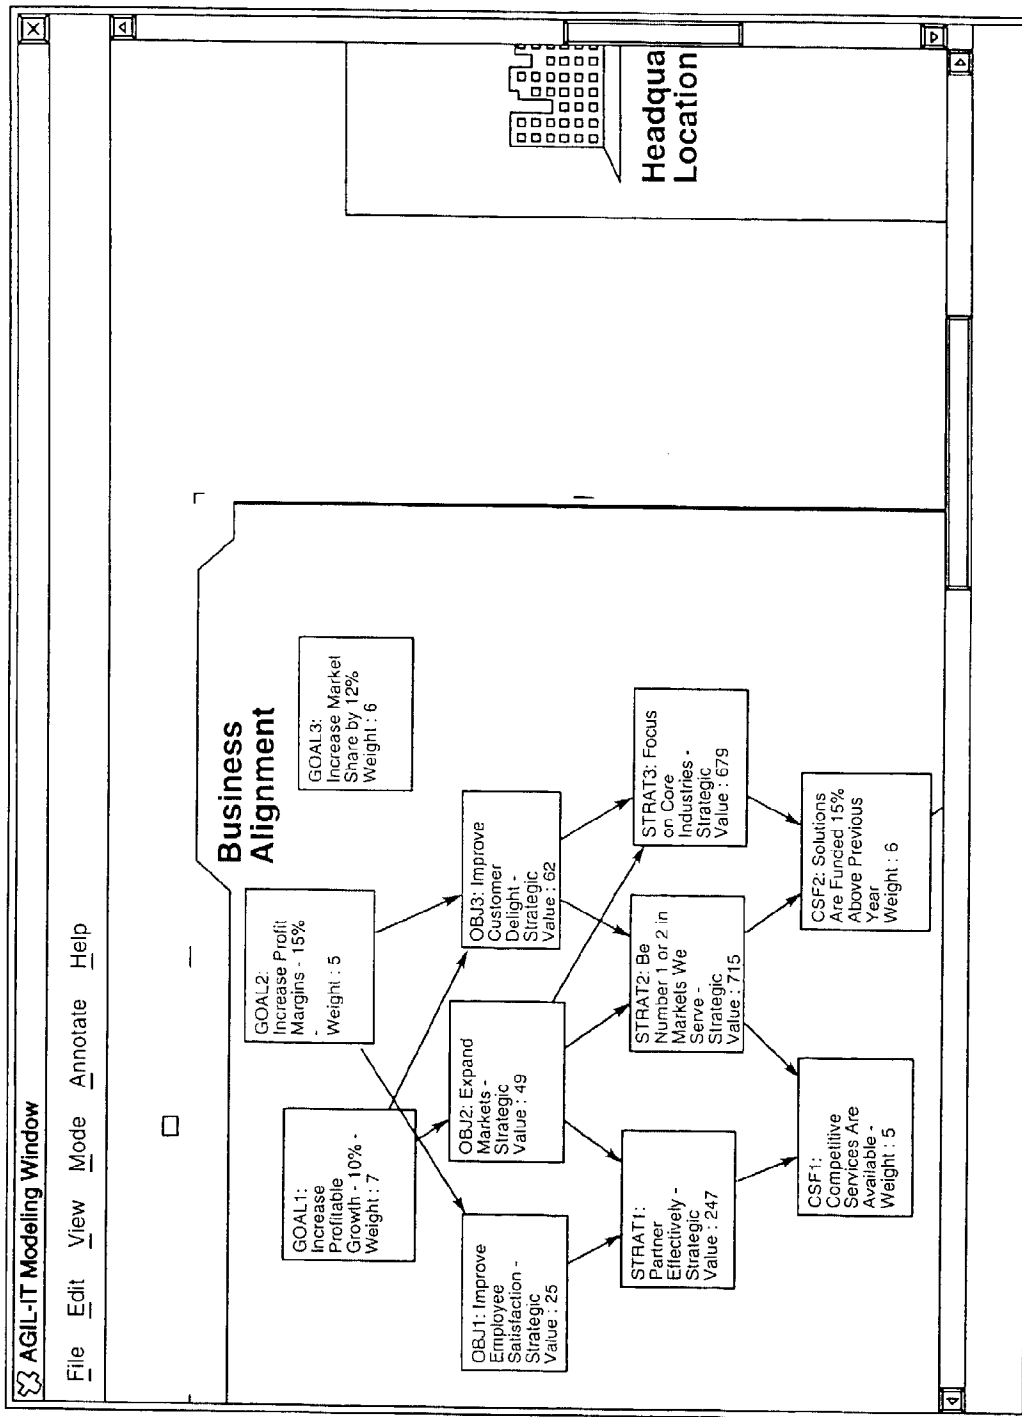 AGIL-IT Modeling Window
File Edit View Mode Annotate Help
Business
Alignment
GOAL1:
Increase
Profitable
Growth - 10% -
Weight : 7
GOAL2:
Increase Profit
Margins - 15%
-
Weight : 5
GOAL3:
Increase Market
Share by 12%
Weight : 6
OBJ1: Improve
Employee
Satisfaction -
Strategic
Value : 25
OBJ2: Expand
Markets -
Strategic
Value : 49
OBJ3: Improve
Customer
Delight -
Strategic
Value : 62
STRAT1:
Partner
Effectively -
Strategic
Value : 247
STRAT2: Be
Number 1 or 2 in
Markets We
Serve -
Strategic
Value : 715
STRAT3: Focus
on Core
Industries -
Strategic
Value : 679
CSF1:
Competitive
Services Are
Available -
Weight : 5
CSF2: Solutions
Are Funded 15%
Above Previous
Year
Weight : 6
Headqua
Location